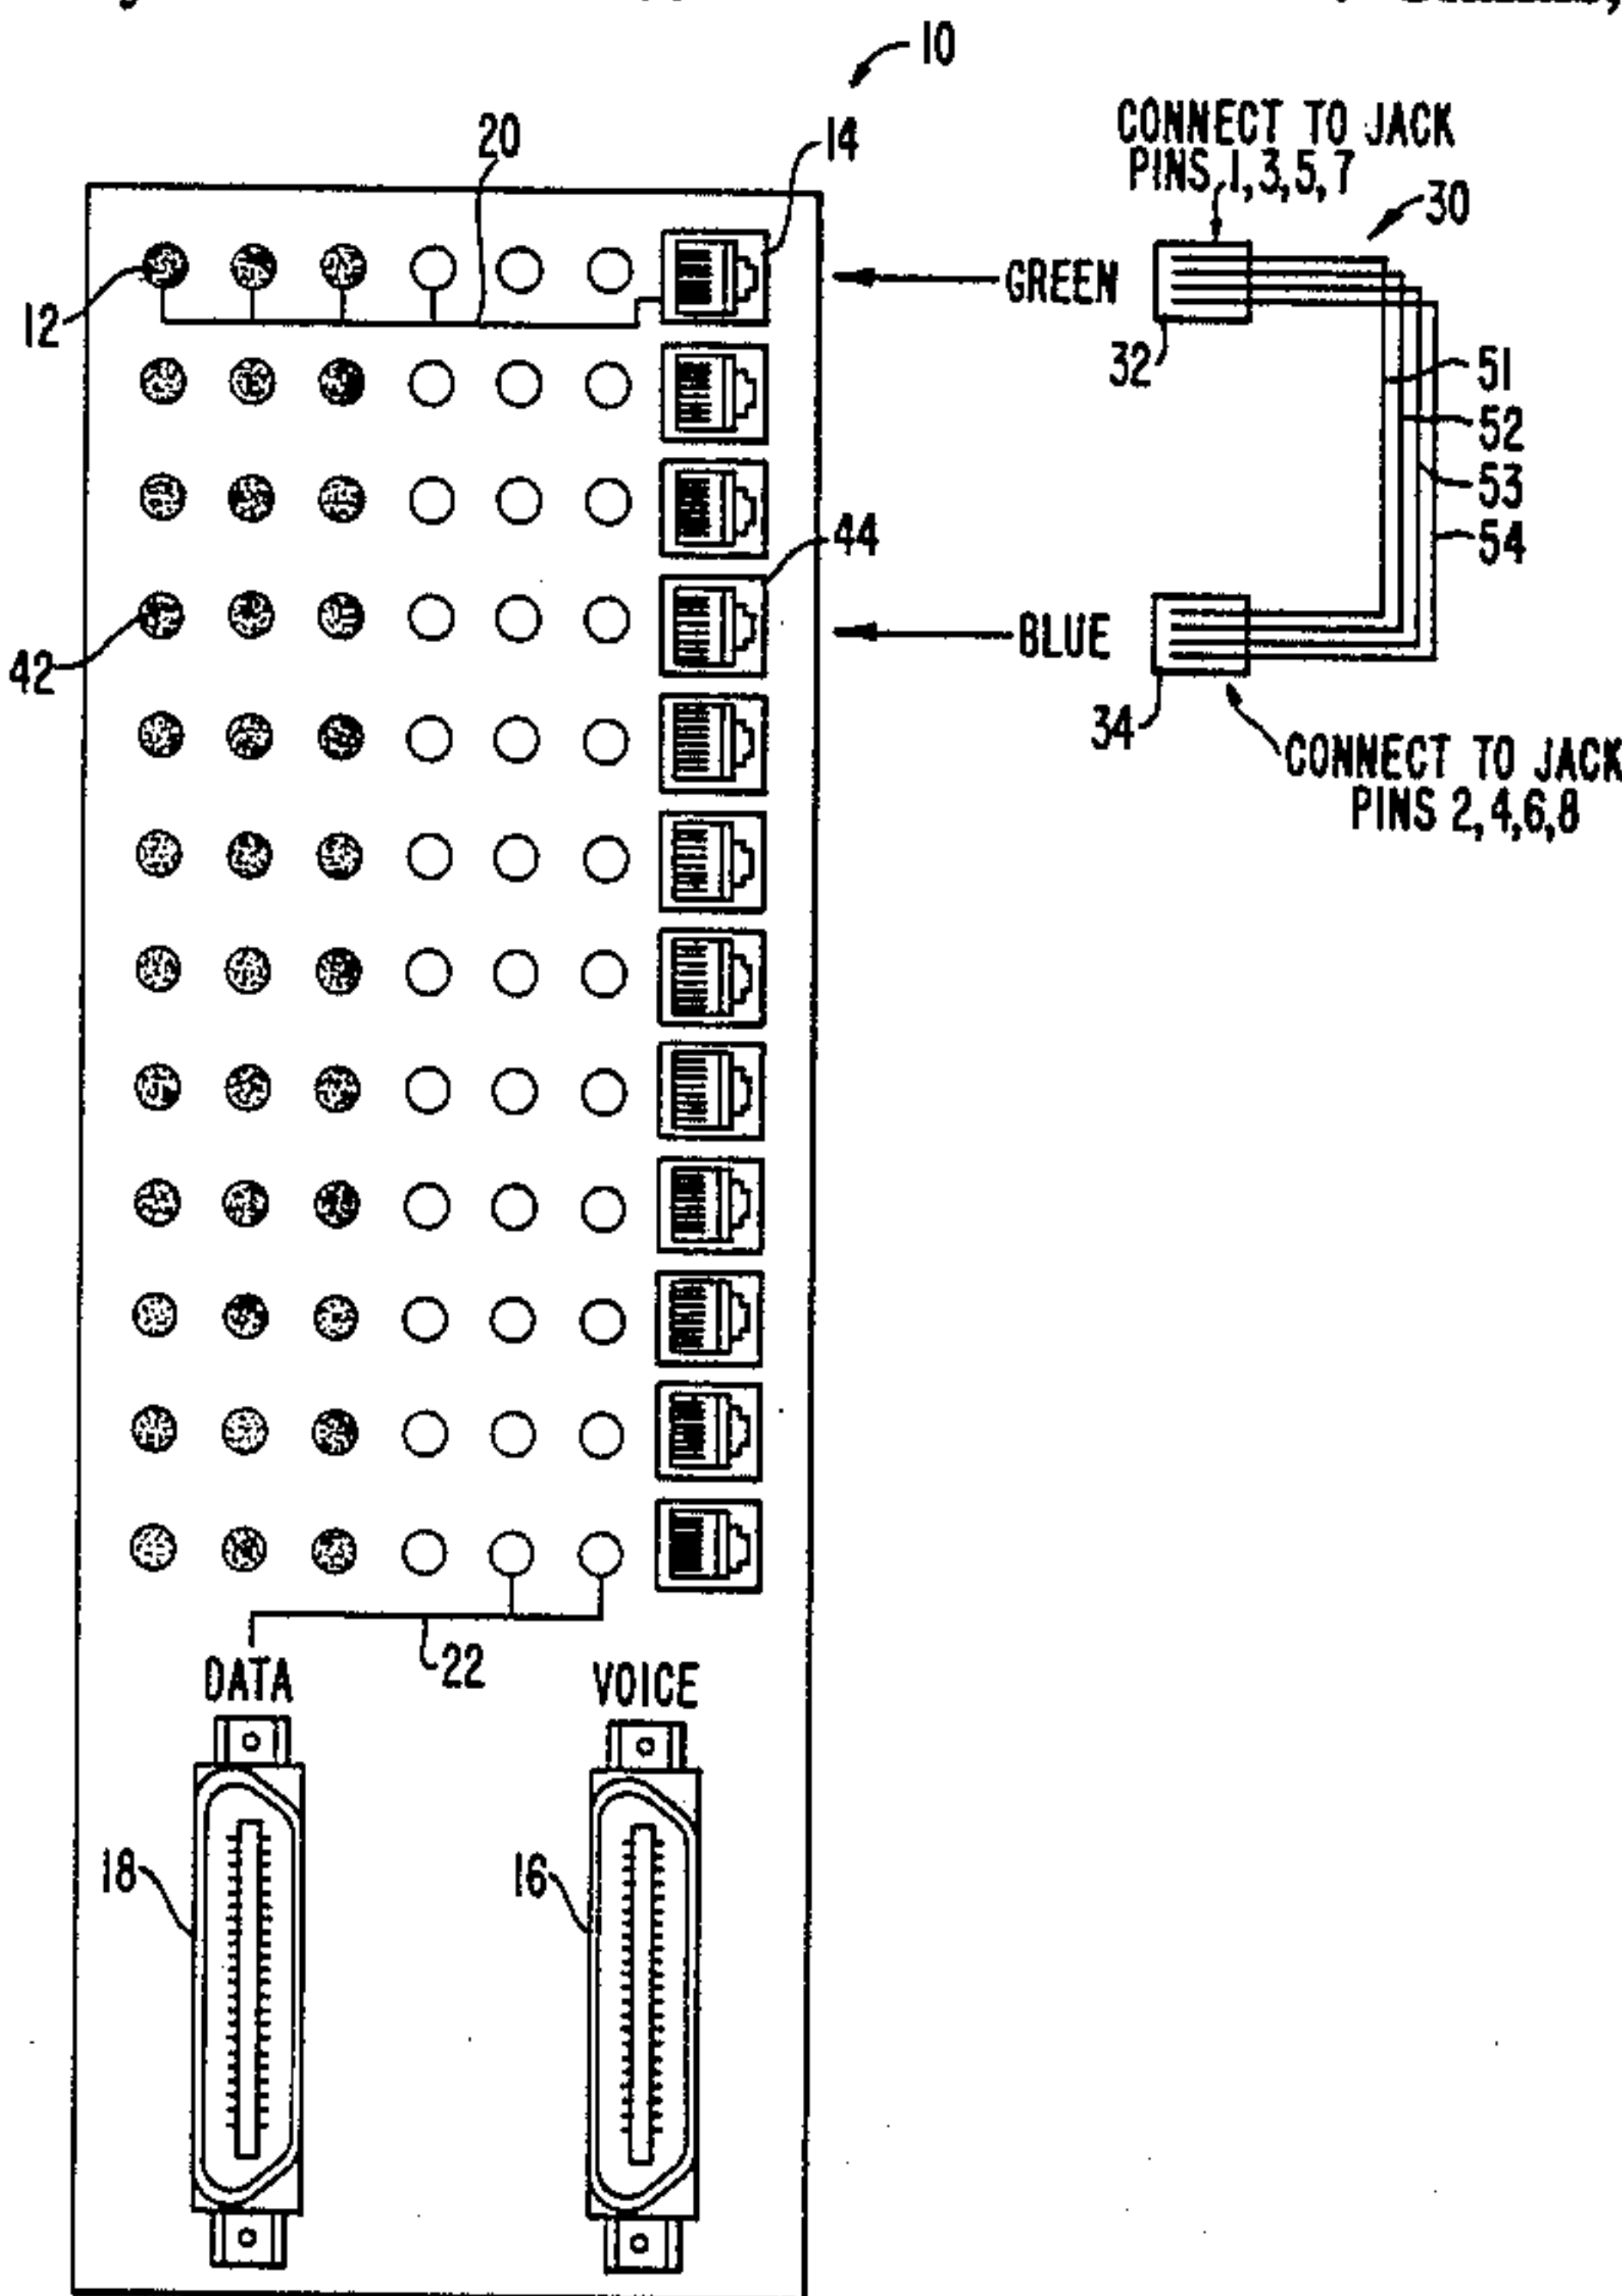 10
20
14
CONNECT TO JACK
PINS 1,3,5,7
30
12
GREEN
32
51
52
53
54
44
42
BLUE
34
CONNECT TO JACK
PINS 2,4,6,8
22
DATA
VOICE
18
16